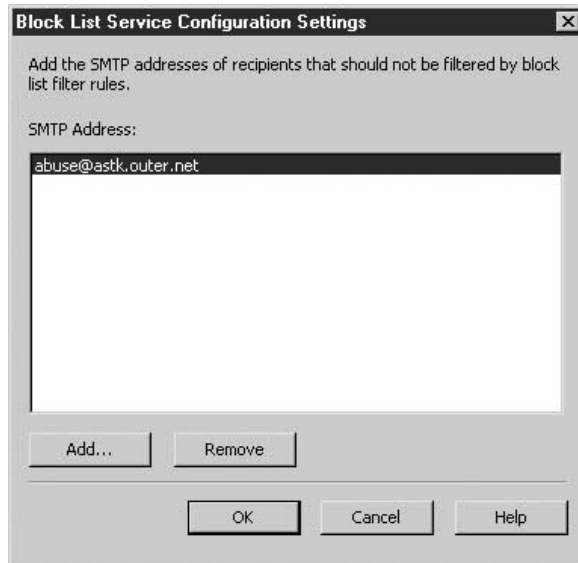 Block List Service Configuration Settings
Add the SMTP addresses of recipients that should not be filtered by block
list filter rules.
SMTP Address:
abuse@astk.outer.net
Add... Remove
OK Cancel Help